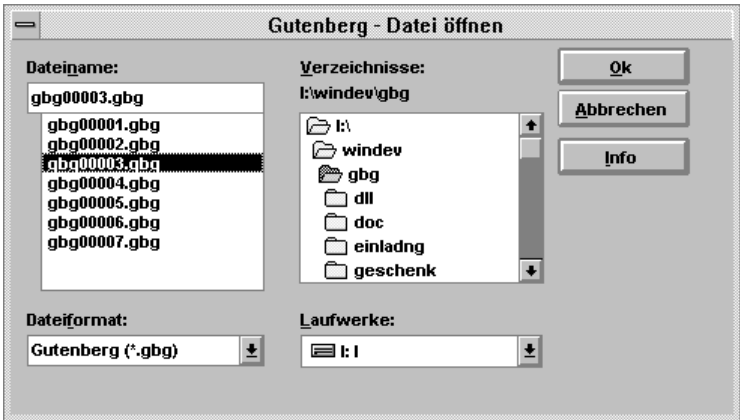 Gutenberg - Datei öffnen
Dateiname:
gbg00003.gbg
gbg00001.gbg
gbg00002.gbg
gbg00003.gbg
gbg00004.gbg
gbg00005.gbg
gbg00006.gbg
gbg00007.gbg
Dateiformat:
Gutenberg (*.gbg)
Verzeichnisse:
l:\windev\gbg
l:\
windev
gbg
dll
doc
einladng
geschenk
Laufwerke:
l: l
Ok
Abbrechen
Info